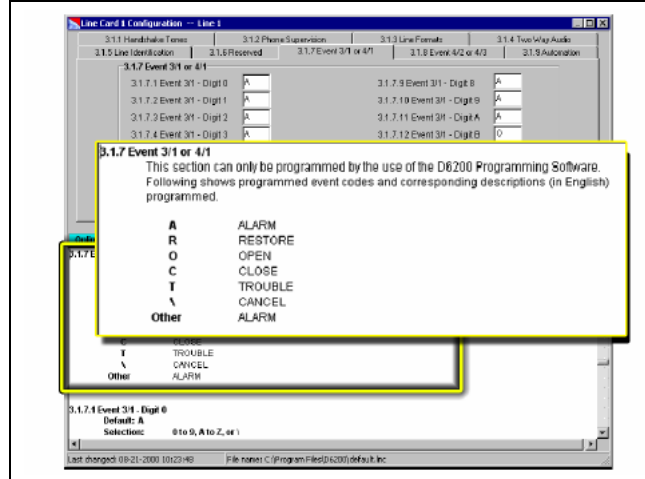 Line Card 1 Configuration -- Line 1
3.1.1 Handshake Tones 3.1.2 Phone Supervision 3.1.3 Line Formats 3.1.4 Two Way Audio
3.1.5 Line Identification 3.1.6 Reserved 3.1.7 Event 3/1 or 4/1 3.1.8 Event 4/2 or 4/3 3.1.9 Automation
3.1.7 Event 3/1 or 4/1
3.1.7.1 Event 3/1 - Digit 0 A 3.1.7.9 Event 3/1 - Digit 8 A
3.1.7.2 Event 3/1 - Digit 1 A 3.1.7.10 Event 3/1 - Digit 9 A
3.1.7.3 Event 3/1 - Digit 2 A 3.1.7.11 Event 3/1 - Digit A A
3.1.7.4 Event 3/1 - Digit 3 A 3.1.7.12 Event 3/1 - Digit B O
3.1.7 Event 3/1 or 4/1
This section can only be programmed by the use of the D6200 Programming Software.
Following shows programmed event codes and corresponding descriptions (in English)
programmed.
A ALARM
R RESTORE
O OPEN
C CLOSE
T TROUBLE
\ CANCEL
Other ALARM
3.1.7 E
C CLOSE
T TROUBLE
\ CANCEL
Other ALARM
3.1.7.1 Event 3/1 - Digit 0
Default: A
Selection: 0 to 9, A to Z, or \
Last changed: 08-21-2000 10:23:48 File name: C:\Program Files\D6200\default.lnc